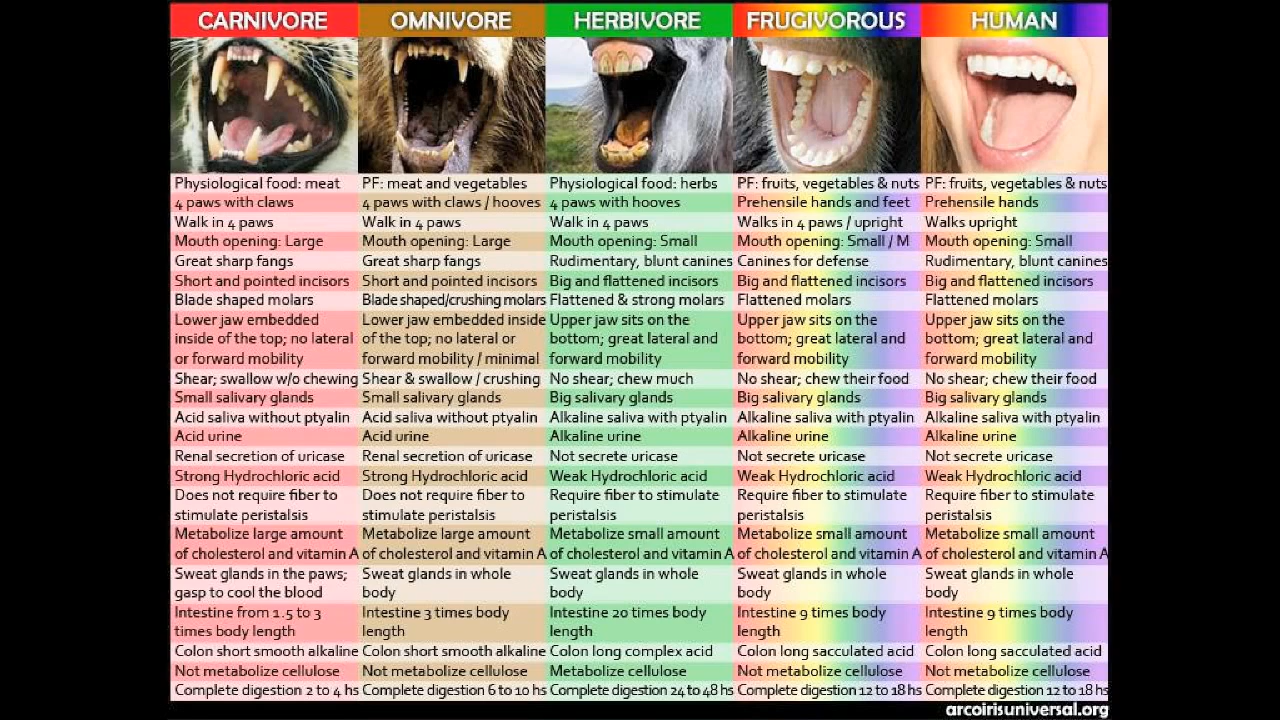 CARNIVORE OMNIVORE HERBIVORE FRUGIVOROUS HUMAN
Physiological food: meat PF: meat and vegetables Physiological food: herbs PF: fruits, vegetables & nuts PF: fruits, vegetables & nuts
4 paws with claws 4 paws with claws / hooves 4 paws with hooves Prehensile hands and feet Prehensile hands
Walk in 4 paws Walk in 4 paws Walk in 4 paws Walks in 4 paws / upright Walks upright
Mouth opening: Large Mouth opening: Large Mouth opening: Small Mouth opening: Small / M Mouth opening: Small
Great sharp fangs Great sharp fangs Rudimentary, blunt canines Canines for defense Rudimentary, blunt canines
Short and pointed incisors Short and pointed incisors Big and flattened incisors Big and flattened incisors Big and flattened incisors
Blade shaped molars Blade shaped/crushing molars Flattened & strong molars Flattened molars Flattened molars
Lower jaw embedded Lower jaw embedded inside Upper jaw sits on the Upper jaw sits on the Upper jaw sits on the
inside of the top; no lateral of the top; no lateral or bottom; great lateral and bottom; great lateral and bottom; great lateral and
or forward mobility forward mobility / minimal forward mobility forward mobility forward mobility
Shear; swallow w/o chewing Shear & swallow / crushing No shear; chew much No shear; chew their food No shear; chew their food
Small salivary glands Small salivary glands Big salivary glands Big salivary glands Big salivary glands
Acid saliva without ptyalin Acid saliva without ptyalin Alkaline saliva with ptyalin Alkaline saliva with ptyalin Alkaline saliva with ptyalin
Acid urine Acid urine Alkaline urine Alkaline urine Alkaline urine
Renal secretion of uricase Renal secretion of uricase Not secrete uricase Not secrete uricase Not secrete uricase
Strong Hydrochloric acid Strong Hydrochloric acid Weak Hydrochloric acid Weak Hydrochloric acid Weak Hydrochloric acid
Does not require fiber to Does not require fiber to Require fiber to stimulate Require fiber to stimulate Require fiber to stimulate
stimulate peristalsis stimulate peristalsis peristalsis peristalsis peristalsis
Metabolize large amount Metabolize large amount Metabolize small amount Metabolize small amount Metabolize small amount
of cholesterol and vitamin A of cholesterol and vitamin A of cholesterol and vitamin A of cholesterol and vitamin A of cholesterol and vitamin A
Sweat glands in the paws; Sweat glands in whole Sweat glands in whole Sweat glands in whole Sweat glands in whole
gasp to cool the blood body body body body
Intestine from 1.5 to 3 Intestine 3 times body Intestine 20 times body Intestine 9 times body Intestine 9 times body
times body length length length length length
Colon short smooth alkaline Colon short smooth alkaline Colon long complex acid Colon long sacculated acid Colon long sacculated acid
Not metabolize cellulose Not metabolize cellulose Metabolize cellulose Not metabolize cellulose Not metabolize cellulose
Complete digestion 2 to 4 hs Complete digestion 6 to 10 hs Complete digestion 24 to 48 hs Complete digestion 12 to 18 hs Complete digestion 12 to 18 hs
arcoirisuniversal.org